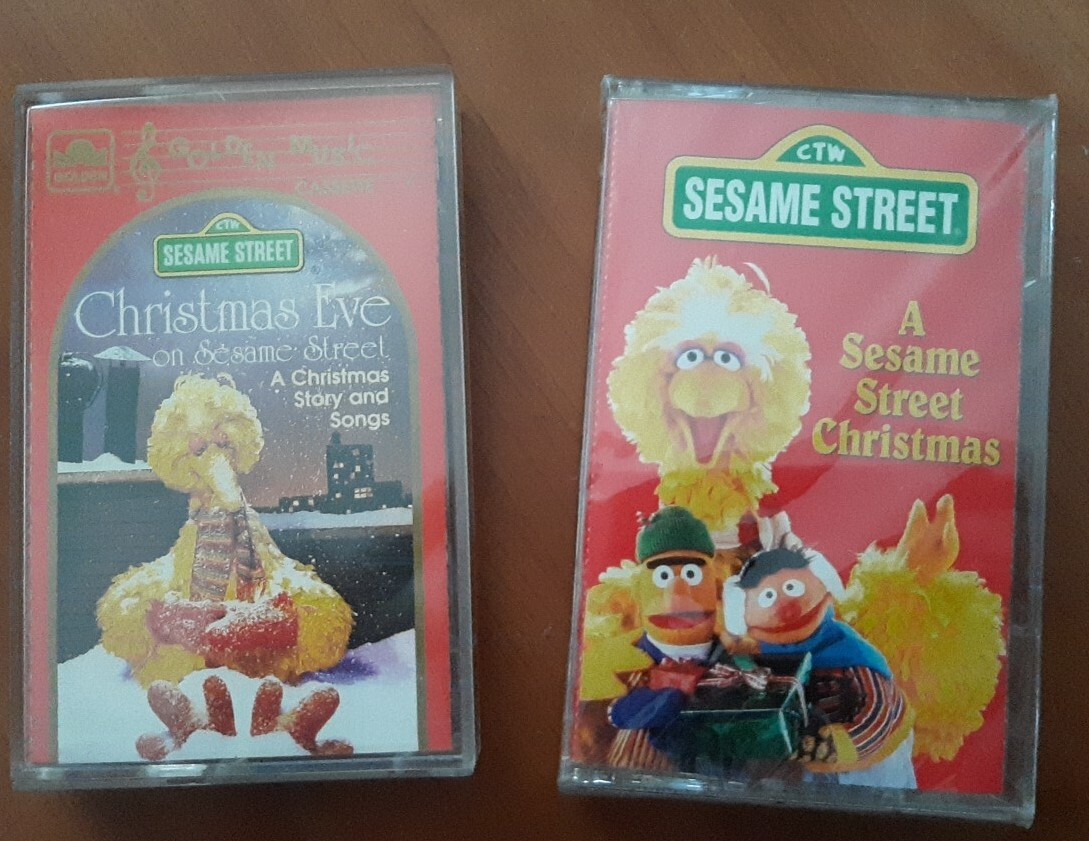 GOLDEN
GOLDEN MUSIC
CASSETTE
CTW
SESAME STREET
Christmas Eve
on Sesame Street
A Christmas
Story and
Songs
CTW
SESAME STREET
A
Sesame
Street
Christmas